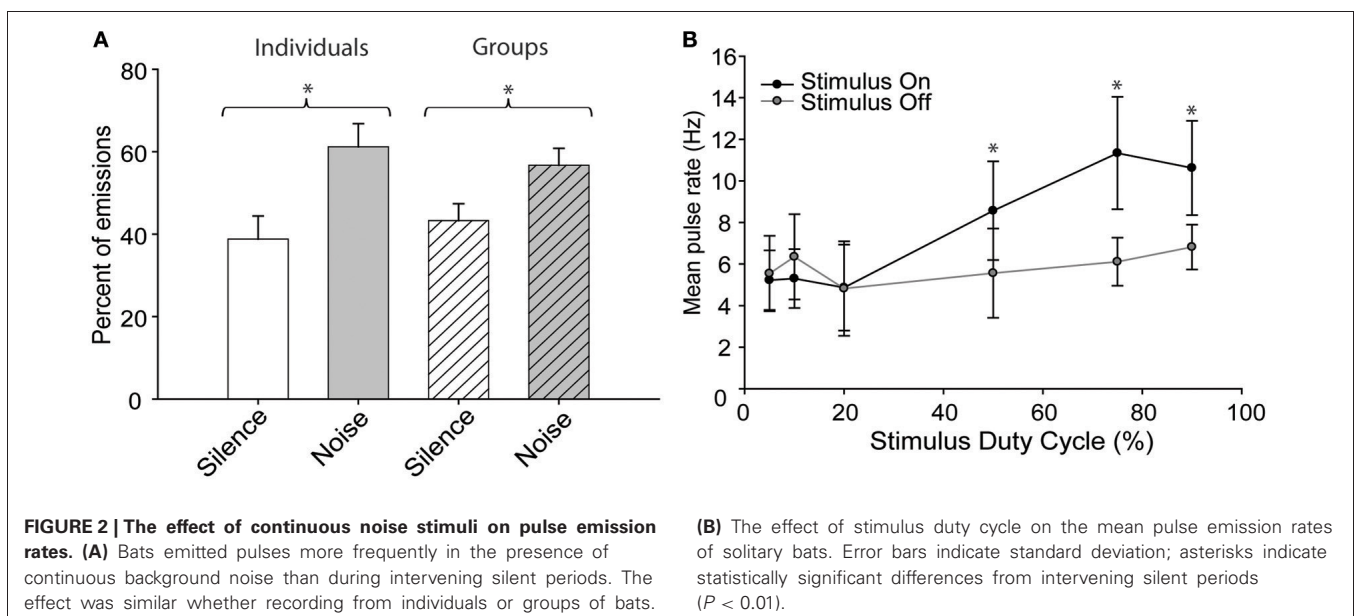 A
Individuals Groups
80
60
40
20
0
* *
Percent of emissions
Silence Noise Silence Noise
B
16
14
12
10
8
6
4
2
0
Mean pulse rate (Hz)
Stimulus On
Stimulus Off
* * *
0 20 40 60 80 100
Stimulus Duty Cycle (%)
FIGURE 2 | The effect of continuous noise stimuli on pulse emission
rates. (A) Bats emitted pulses more frequently in the presence of
continuous background noise than during intervening silent periods. The
effect was similar whether recording from individuals or groups of bats.
(B) The effect of stimulus duty cycle on the mean pulse emission rates
of solitary bats. Error bars indicate standard deviation; asterisks indicate
statistically significant differences from intervening silent periods
(P < 0.01).